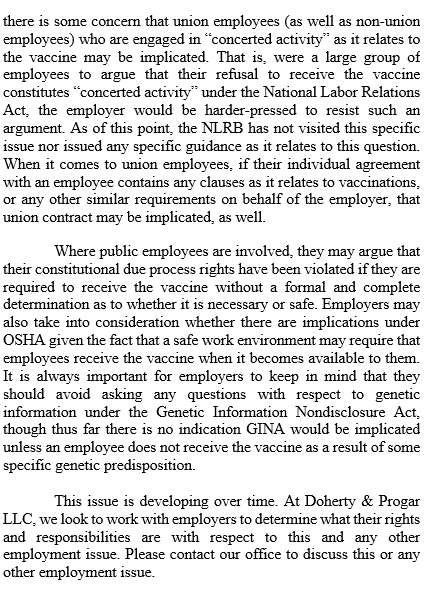 there is some concern that union employees (as well as non-union
employees) who are engaged in “concerted activity” as it relates to
the vaccine may be implicated. That is, were a large group of
employees to argue that their refusal to receive the vaccine
constitutes “concerted activity” under the National Labor Relations
Act, the employer would be harder-pressed to resist such an
argument. As of this point, the NLRB has not visited this specific
issue nor issued any specific guidance as it relates to this question.
When it comes to union employees, if their individual agreement
with an employee contains any clauses as it relates to vaccinations,
or any other similar requirements on behalf of the employer, that
union contract may be implicated, as well.
Where public employees are involved, they may argue that
their constitutional due process rights have been violated if they are
required to receive the vaccine without a formal and complete
determination as to whether it is necessary or safe. Employers may
also take into consideration whether there are implications under
OSHA given the fact that a safe work environment may require that
employees receive the vaccine when it becomes available to them.
It is always important for employers to keep in mind that they
should avoid asking any questions with respect to genetic
information under the Genetic Information Nondisclosure Act,
though thus far there is no indication GINA would be implicated
unless an employee does not receive the vaccine as a result of some
specific genetic predisposition.
This issue is developing over time. At Doherty & Progar
LLC, we look to work with employers to determine what their rights
and responsibilities are with respect to this and any other
employment issue. Please contact our office to discuss this or any
other employment issue.